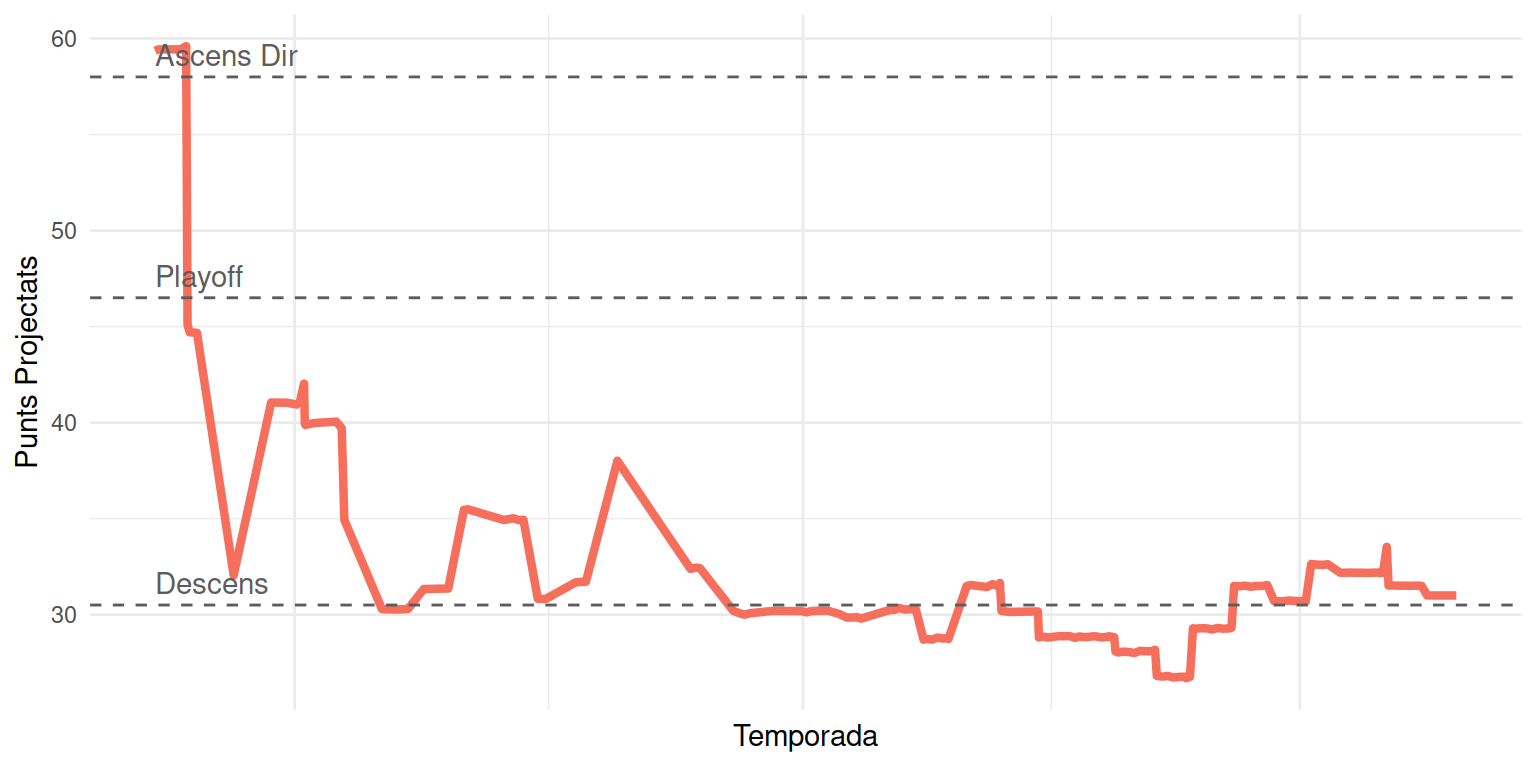 60
Ascens Dir
50
Playoff
Punts Projectats
40
Descens
30
Temporada